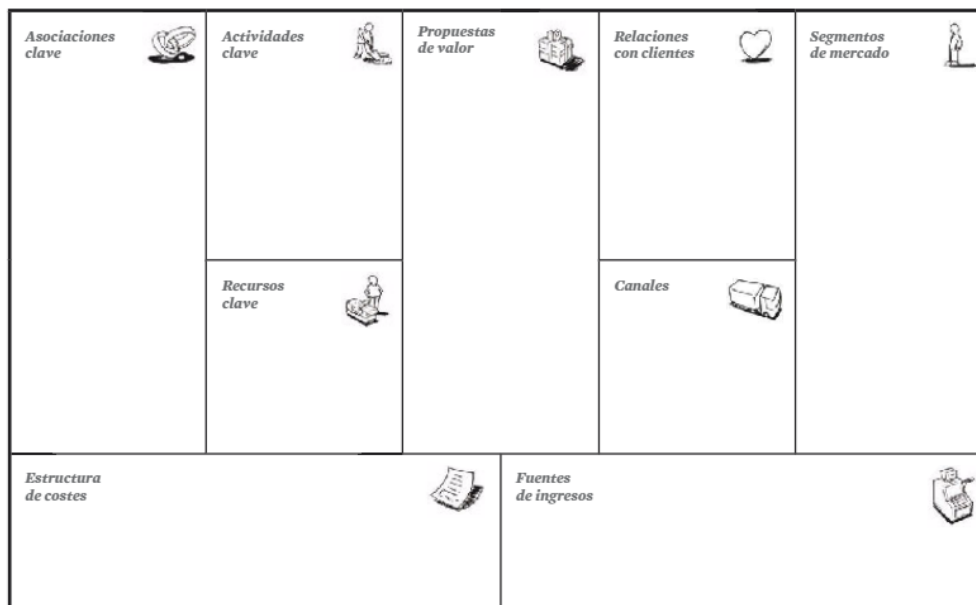 Asociaciones
clave
Actividades
clave
Propuestas
de valor
Relaciones
con clientes
Segmentos
de mercado
Recursos
clave
Canales
Estructura
de costes
Fuentes
de ingresos